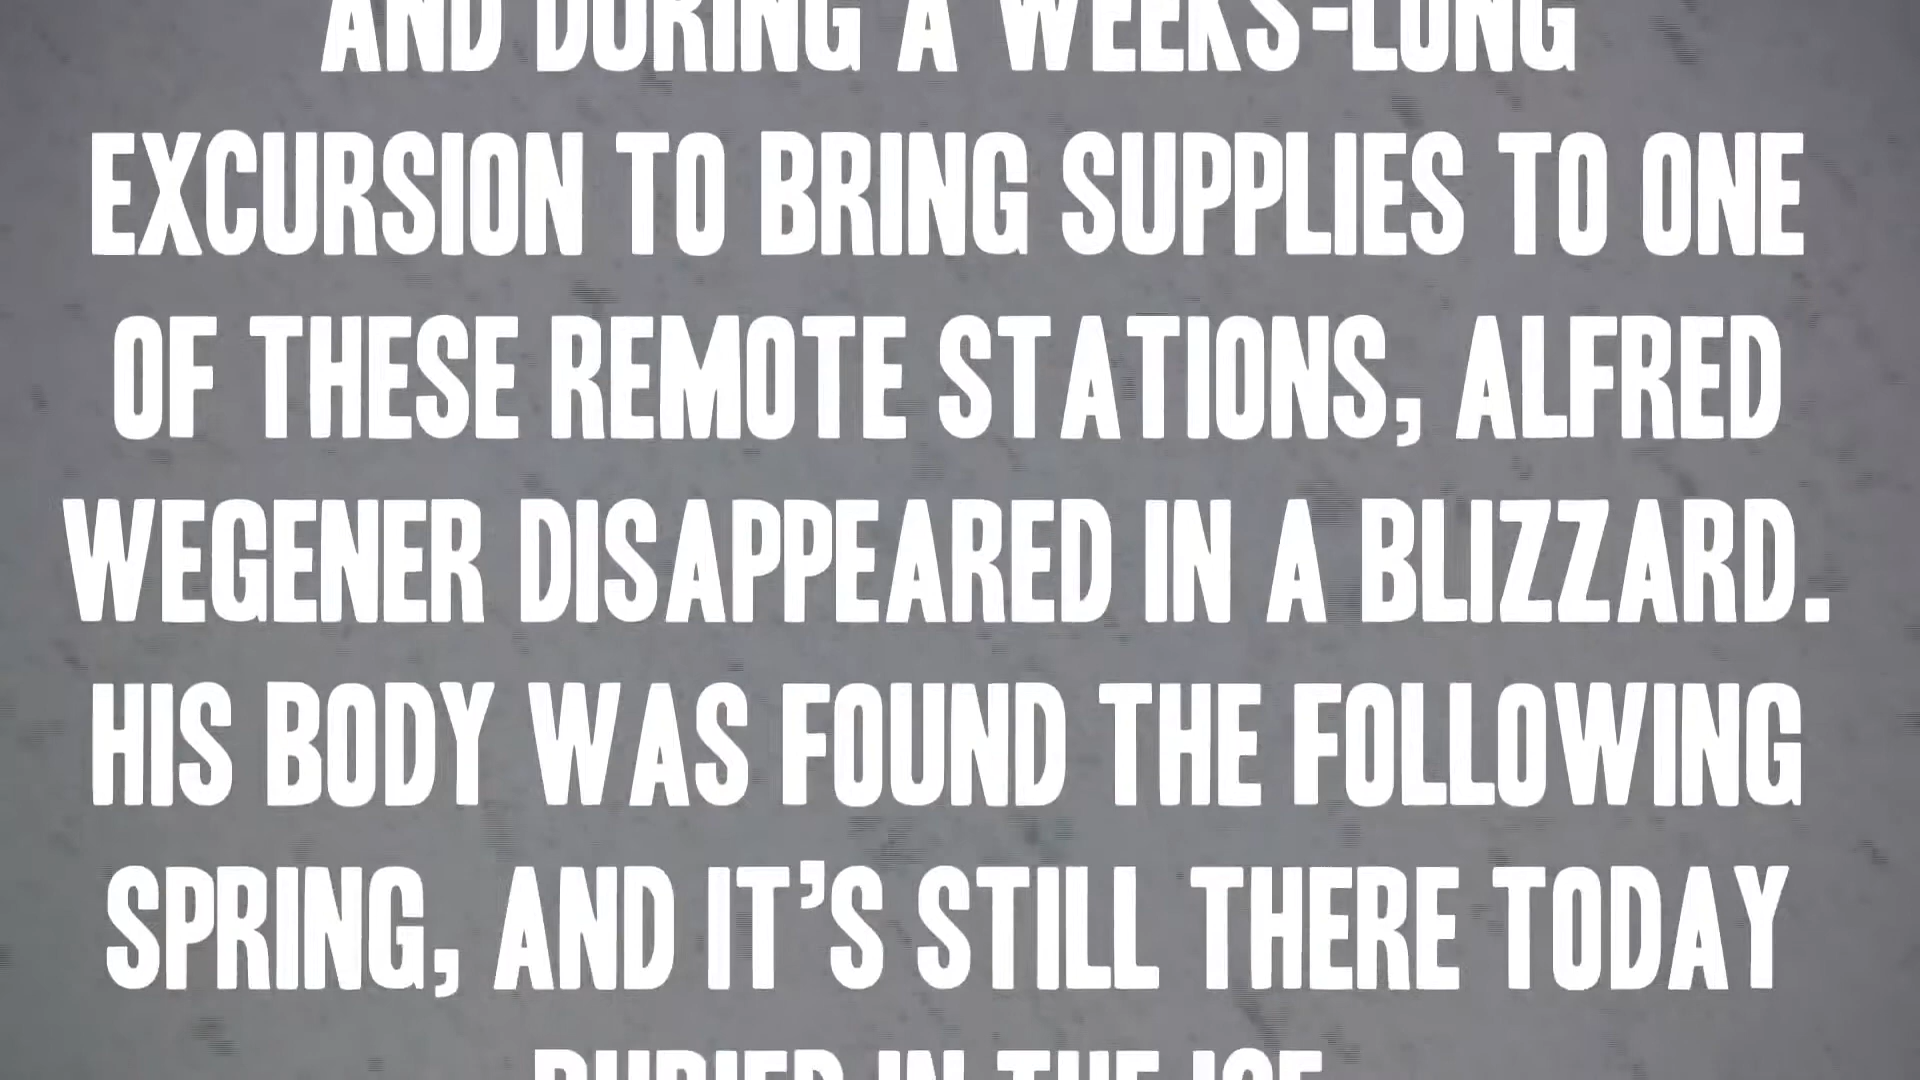 AND DURING A WEEKS-LONG
EXCURSION TO BRING SUPPLIES TO ONE
OF THESE REMOTE STATIONS, ALFRED
WEGENER DISAPPEARED IN A BLIZZARD.
HIS BODY WAS FOUND THE FOLLOWING
SPRING, AND IT’S STILL THERE TODAY
BURIED IN THE ICE